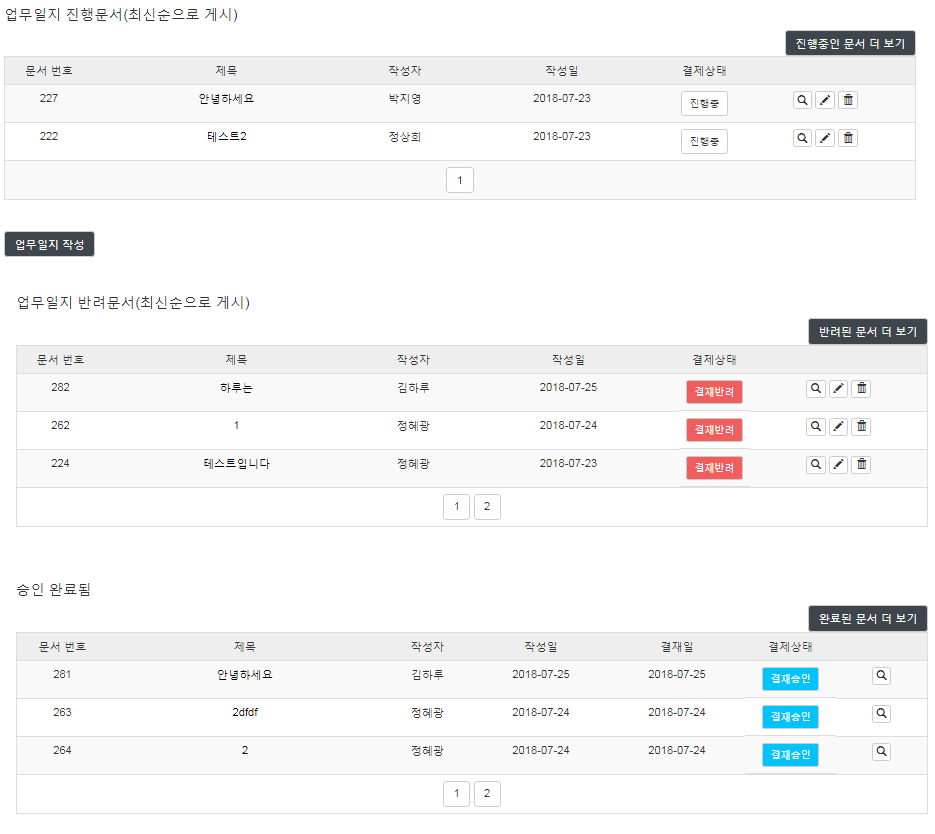 업무일지 진행문서(최신순으로 게시)
진행중인 문서 더 보기
문서 번호 제목 작성자 작성일 결제상태
227 안녕하세요 박지영 2018-07-23 진행중
222 테스트2 정상희 2018-07-23 진행중
1
업무일지 작성
업무일지 반려문서(최신순으로 게시)
반려된 문서 더 보기
문서 번호 제목 작성자 작성일 결제상태
282 하루는 김하루 2018-07-25 결재반려
262 1 정혜광 2018-07-24 결재반려
224 테스트입니다 정혜광 2018-07-23 결재반려
1 2
승인 완료됨
완료된 문서 더 보기
문서 번호 제목 작성자 작성일 결재일 결제상태
281 안녕하세요 김하루 2018-07-25 2018-07-25 결재승인
263 2dfdf 정혜광 2018-07-24 2018-07-24 결재승인
264 2 정혜광 2018-07-24 2018-07-24 결재승인
1 2